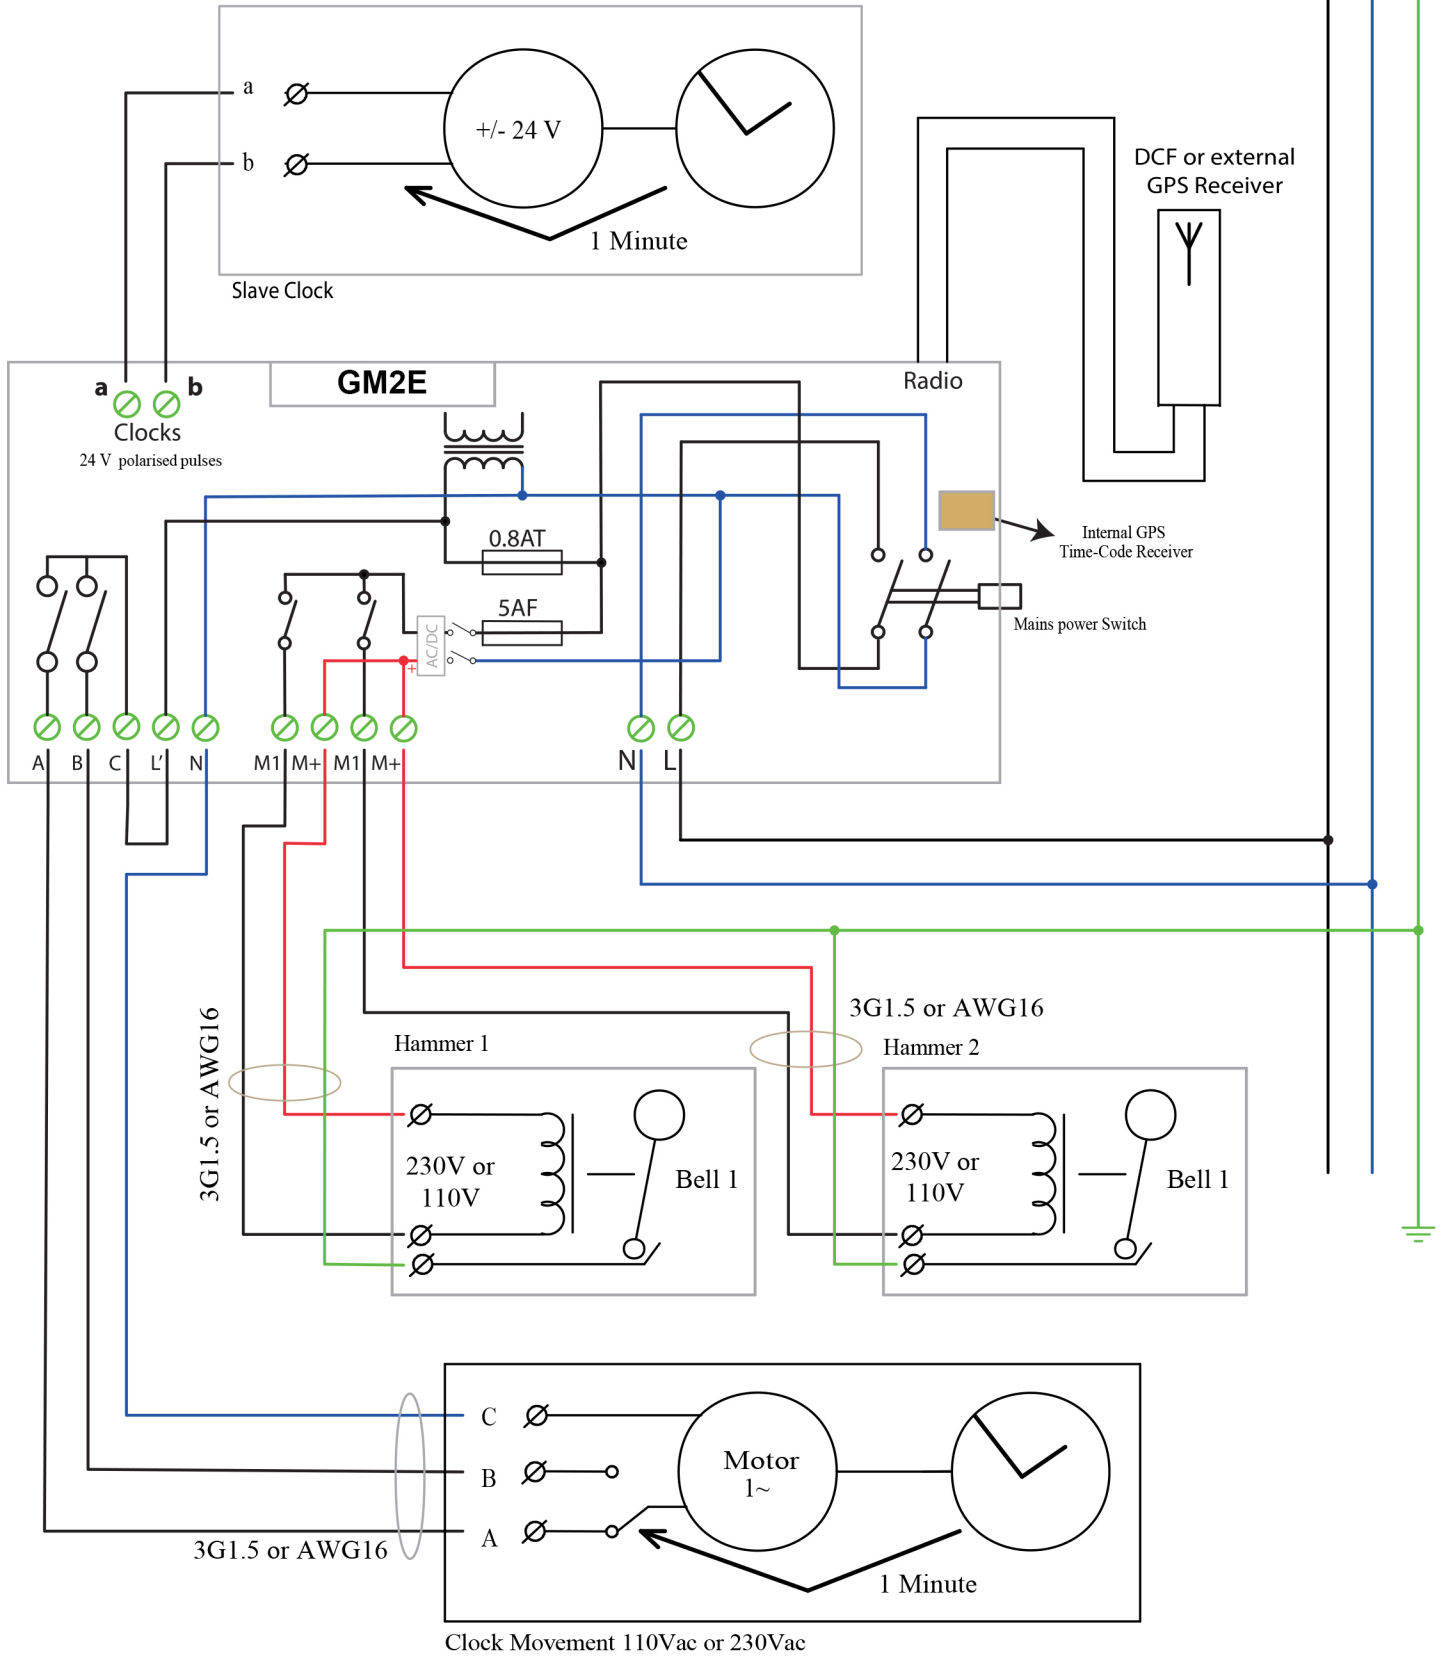 a
+/- 24 V
b
1 Minute
Slave Clock
DCF or external
GPS Receiver
a
b
GM2E
Radio
Clocks
24 V polarised pulses
0.8AT
Internal GPS
Time-Code Receiver
5AF
Mains power Switch
AC/DC
+
A
B
C
L’
N
M1
M+
M1
M+
N
L
3G1.5 or AWG16
3G1.5 or AWG16
Hammer 1
Hammer 2
230V or
110V
Bell 1
230V or
110V
Bell 1
C
Motor
1~
B
A
3G1.5 or AWG16
1 Minute
Clock Movement 110Vac or 230Vac